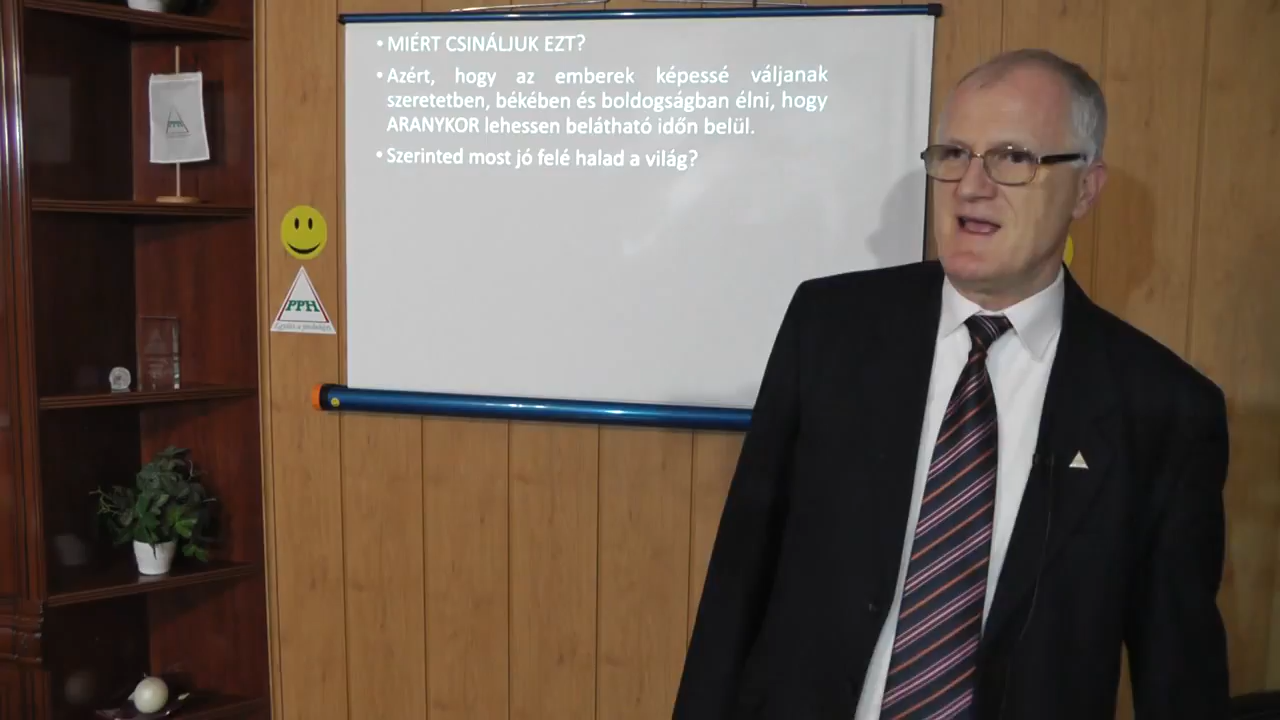 • MIÉRT CSINÁLJUK EZT?
• Azért, hogy az emberek képessé váljanak
szeretetben, békében és boldogságban élni, hogy
ARANYKOR lehessen belátható időn belül.
• Szerinted most jó felé halad a világ?
PPH
PPH